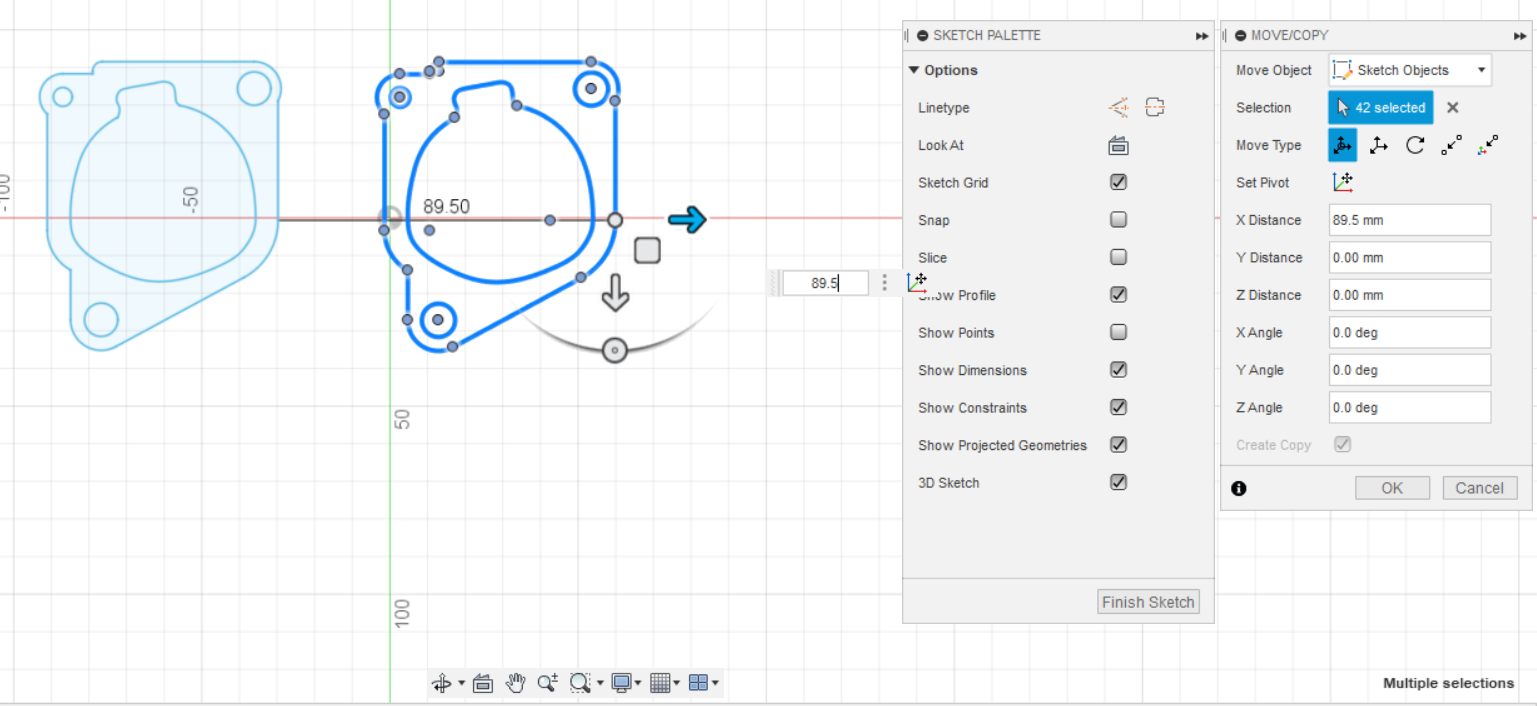 SKETCH PALETTE
Options
Linetype
Look At
Sketch Grid
Snap
Slice
Show Profile
Show Points
Show Dimensions
Show Constraints
Show Projected Geometries
3D Sketch
Finish Sketch
MOVE/COPY
Move Object Sketch Objects
Selection 42 selected
Move Type
Set Pivot
X Distance 89.5 mm
Y Distance 0.00 mm
Z Distance 0.00 mm
X Angle 0.0 deg
Y Angle 0.0 deg
Z Angle 0.0 deg
Create Copy
OK Cancel
-100
-50
89.50
89.5
50
100
Multiple selections